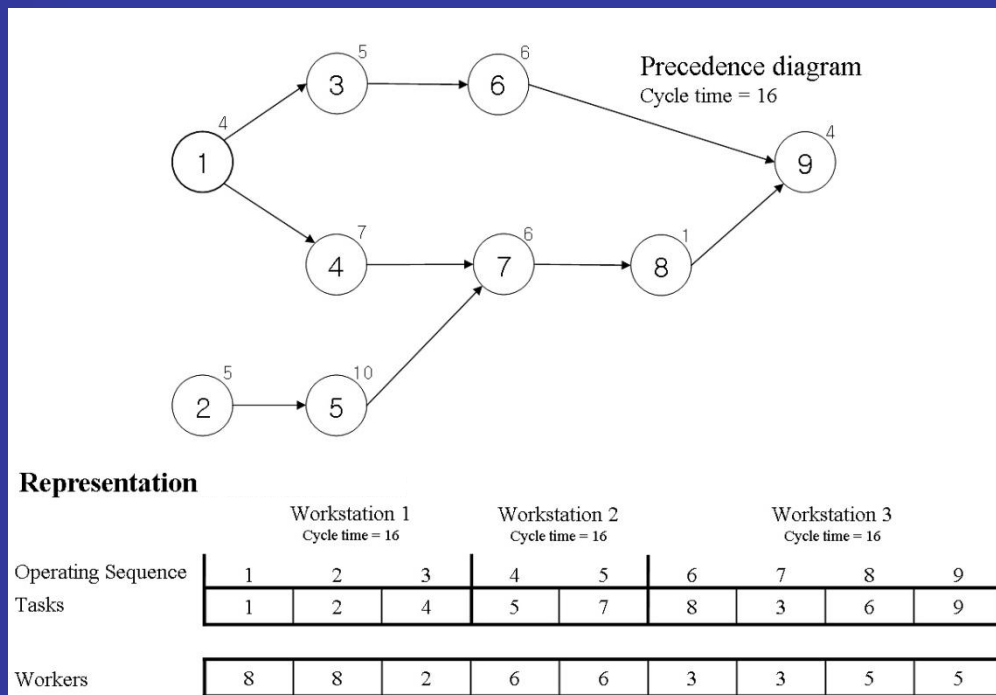 5
6
Precedence diagram
Cycle time = 16
3
6
4
4
1
9
7
6
1
4
7
8
5
10
2
5
Representation
Workstation 1 Workstation 2 Workstation 3
Cycle time = 16 Cycle time = 16 Cycle time = 16
Operating Sequence 1 2 3 4 5 6 7 8 9
Tasks 1 2 4 5 7 8 3 6 9
Workers 8 8 2 6 6 3 3 5 5